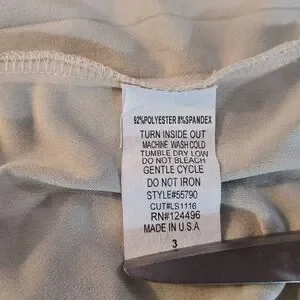 92%POLYESTER 8%SPANDEX
TURN INSIDE OUT
MACHINE WASH COLD
TUMBLE DRY LOW
DO NOT BLEACH
GENTLE CYCLE
DO NOT IRON
STYLE#55790
CUT#LS1116
RN#124496
MADE IN U.S.A
3